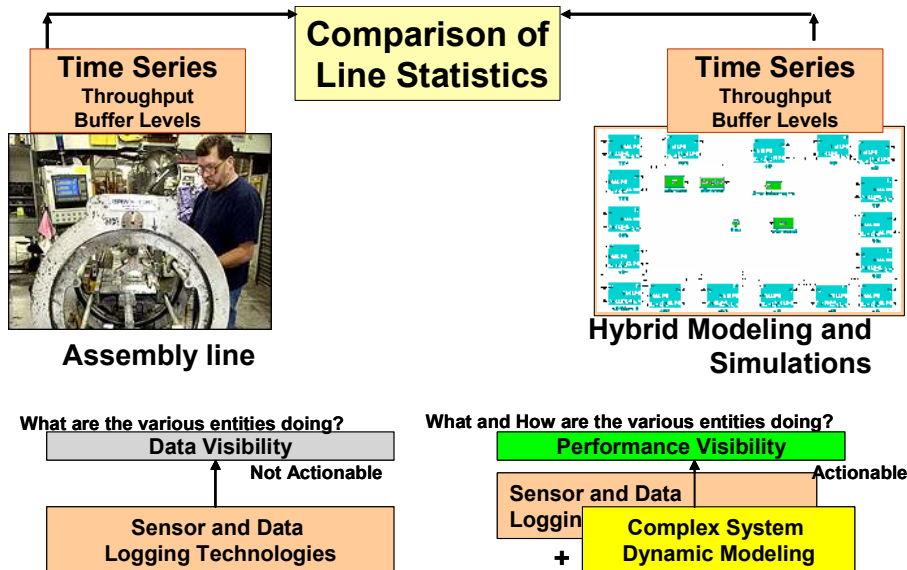 Comparison of
Line Statistics
Time Series
Throughput
Buffer Levels
Time Series
Throughput
Buffer Levels
Assembly line
Hybrid Modeling and
Simulations
What are the various entities doing?
Data Visibility
Not Actionable
Sensor and Data
Logging Technologies
What and How are the various entities doing?
Performance Visibility
Actionable
Sensor and Data
+
Complex System
Dynamic Modeling